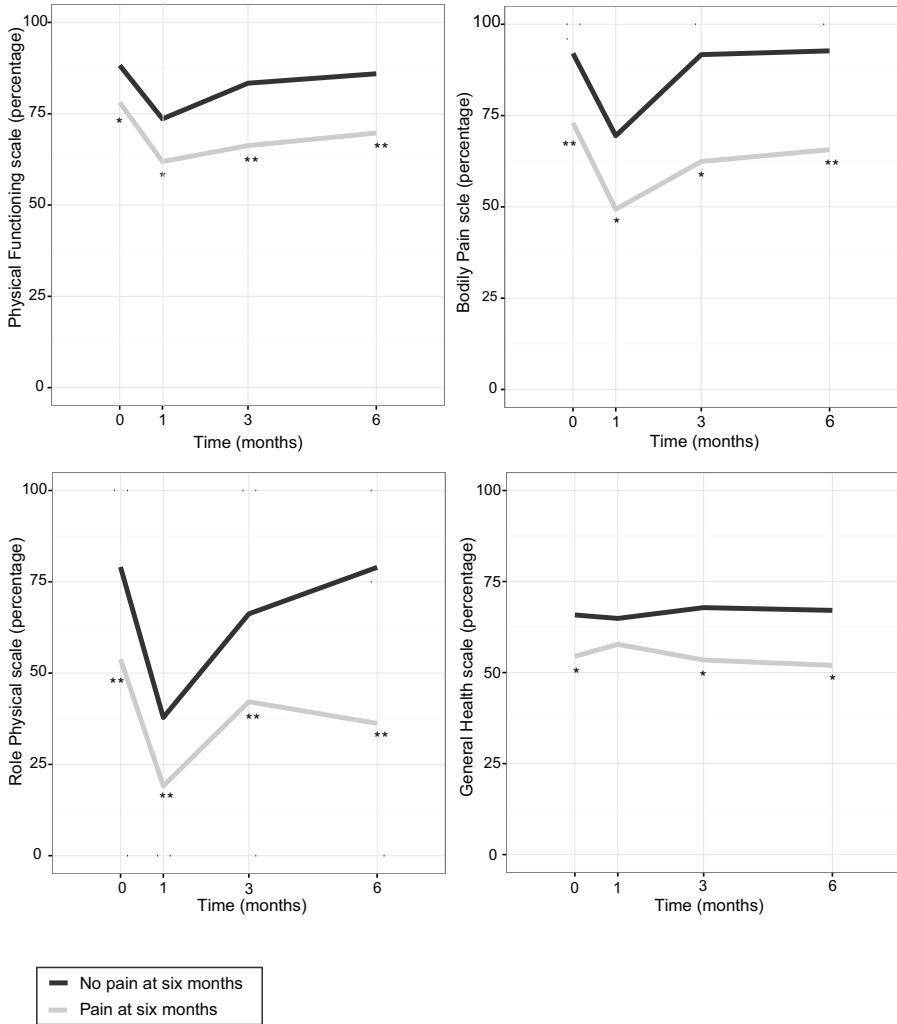 Physical Functioning scale (percentage)
100
75
50
25
0
*
*
**
**
0 1 3 6
Time (months)
Bodily Pain scle (percentage)
100
75
50
25
0
**
*
*
**
0 1 3 6
Time (months)
Role Physical scale (percentage)
100
75
50
25
0
**
**
**
**
0 1 3 6
Time (months)
General Health scale (percentage)
100
75
50
25
0
*
*
*
0 1 3 6
Time (months)
No pain at six months
Pain at six months